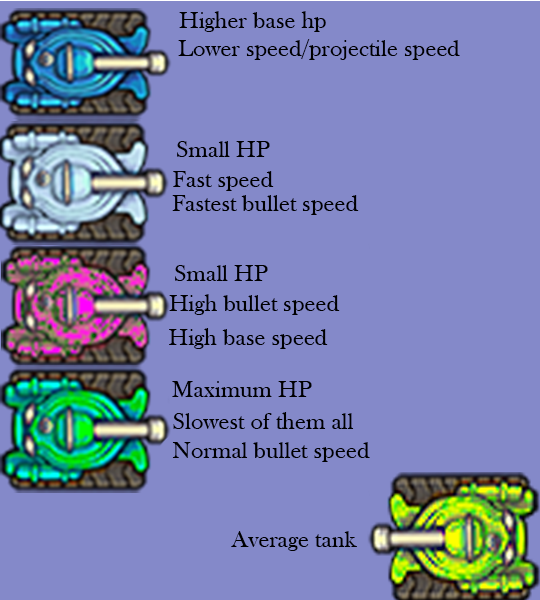 Higher base hp
Lower speed/projectile speed
Small HP
Fast speed
Fastest bullet speed
Small HP
High bullet speed
High base speed
Maximum HP
Slowest of them all
Normal bullet speed
Average tank